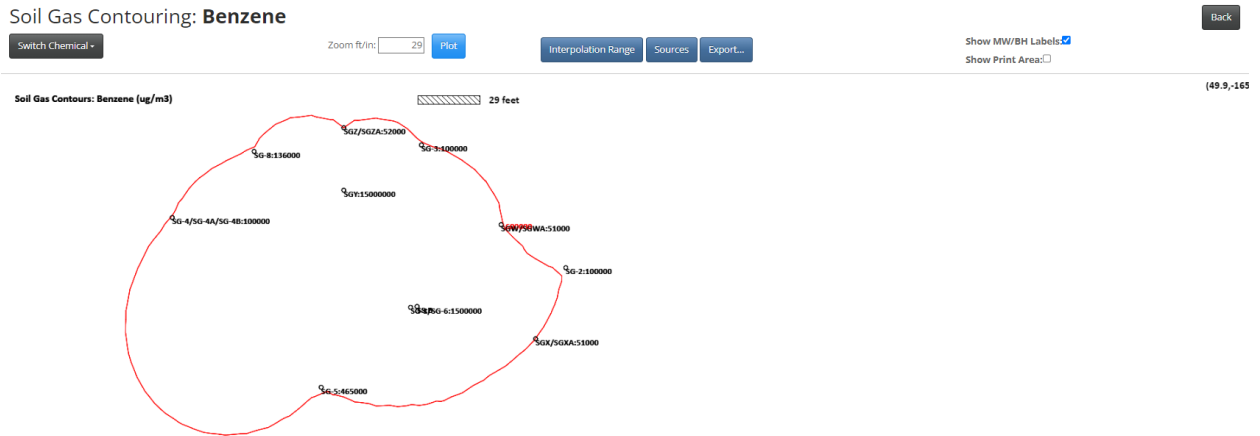 Soil Gas Contouring: Benzene
Back
Switch Chemical
Zoom ft/in: 29 Plot
Interpolation Range
Sources
Export...
Show MW/BH Labels:
Show Print Area:
(49.9,-165
Soil Gas Contours: Benzene (ug/m3)
29 feet
SGZ/SGZA:52000
SG-3:100000
SG-8:136000
SGY:15000000
SG-4/SG-4A/SG-4B:100000
SGW/SGWA:51000
SG-2:100000
SG-6:1500000
SGX/SGXA:51000
SG-5:465000